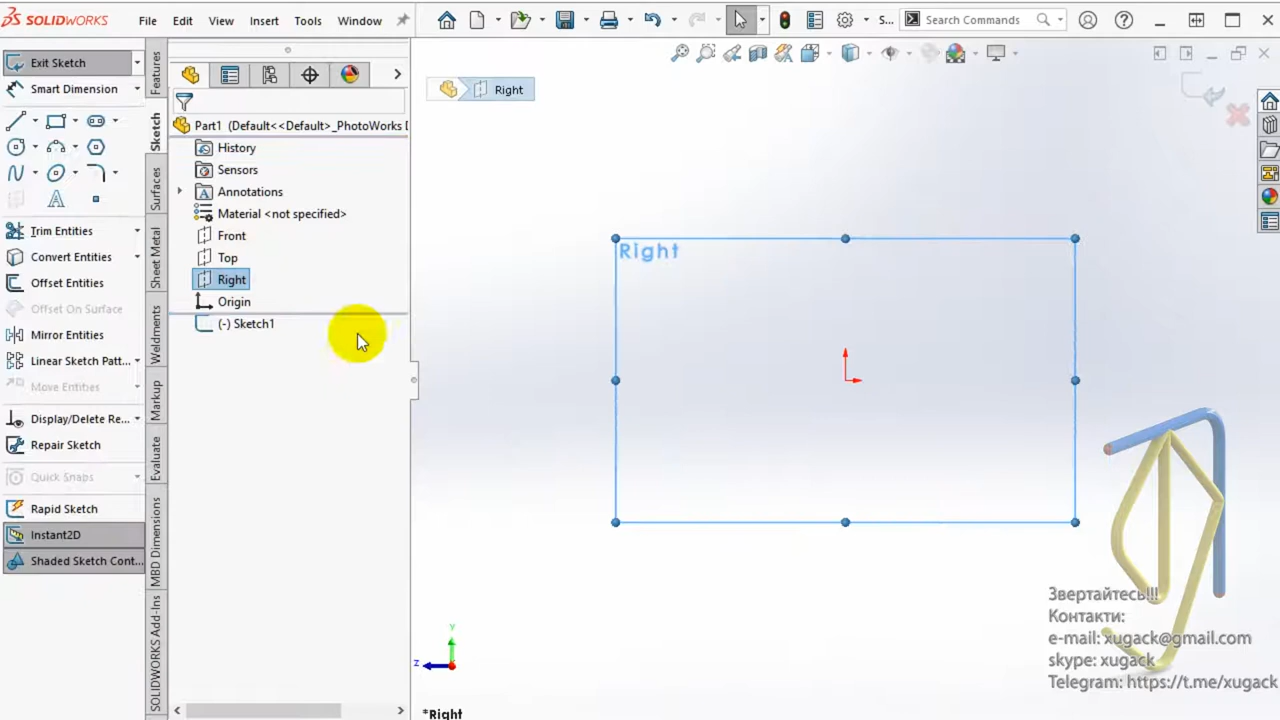 SOLIDWORKS File Edit View Insert Tools Window S... Search Commands
Exit Sketch
Smart Dimension
Trim Entities
Convert Entities
Offset Entities
Offset On Surface
Mirror Entities
Linear Sketch Patt...
Move Entities
Display/Delete Re...
Repair Sketch
Quick Snaps
Rapid Sketch
Instant2D
Shaded Sketch Cont...
Features
Sketch
Surfaces
Sheet Metal
Weldments
Markup
Evaluate
MBD Dimensions
SOLIDWORKS Add-Ins
Part1 (Default<<Default>_PhotoWorks
History
Sensors
Annotations
Material <not specified>
Front
Top
Right
Origin
(-) Sketch1
Right
Right
Y
Z
*Right
Звертайтесь!!!
Контакти:
e-mail: xugack@gmail.com
skype: xugack
Telegram: https://t.me/xugack